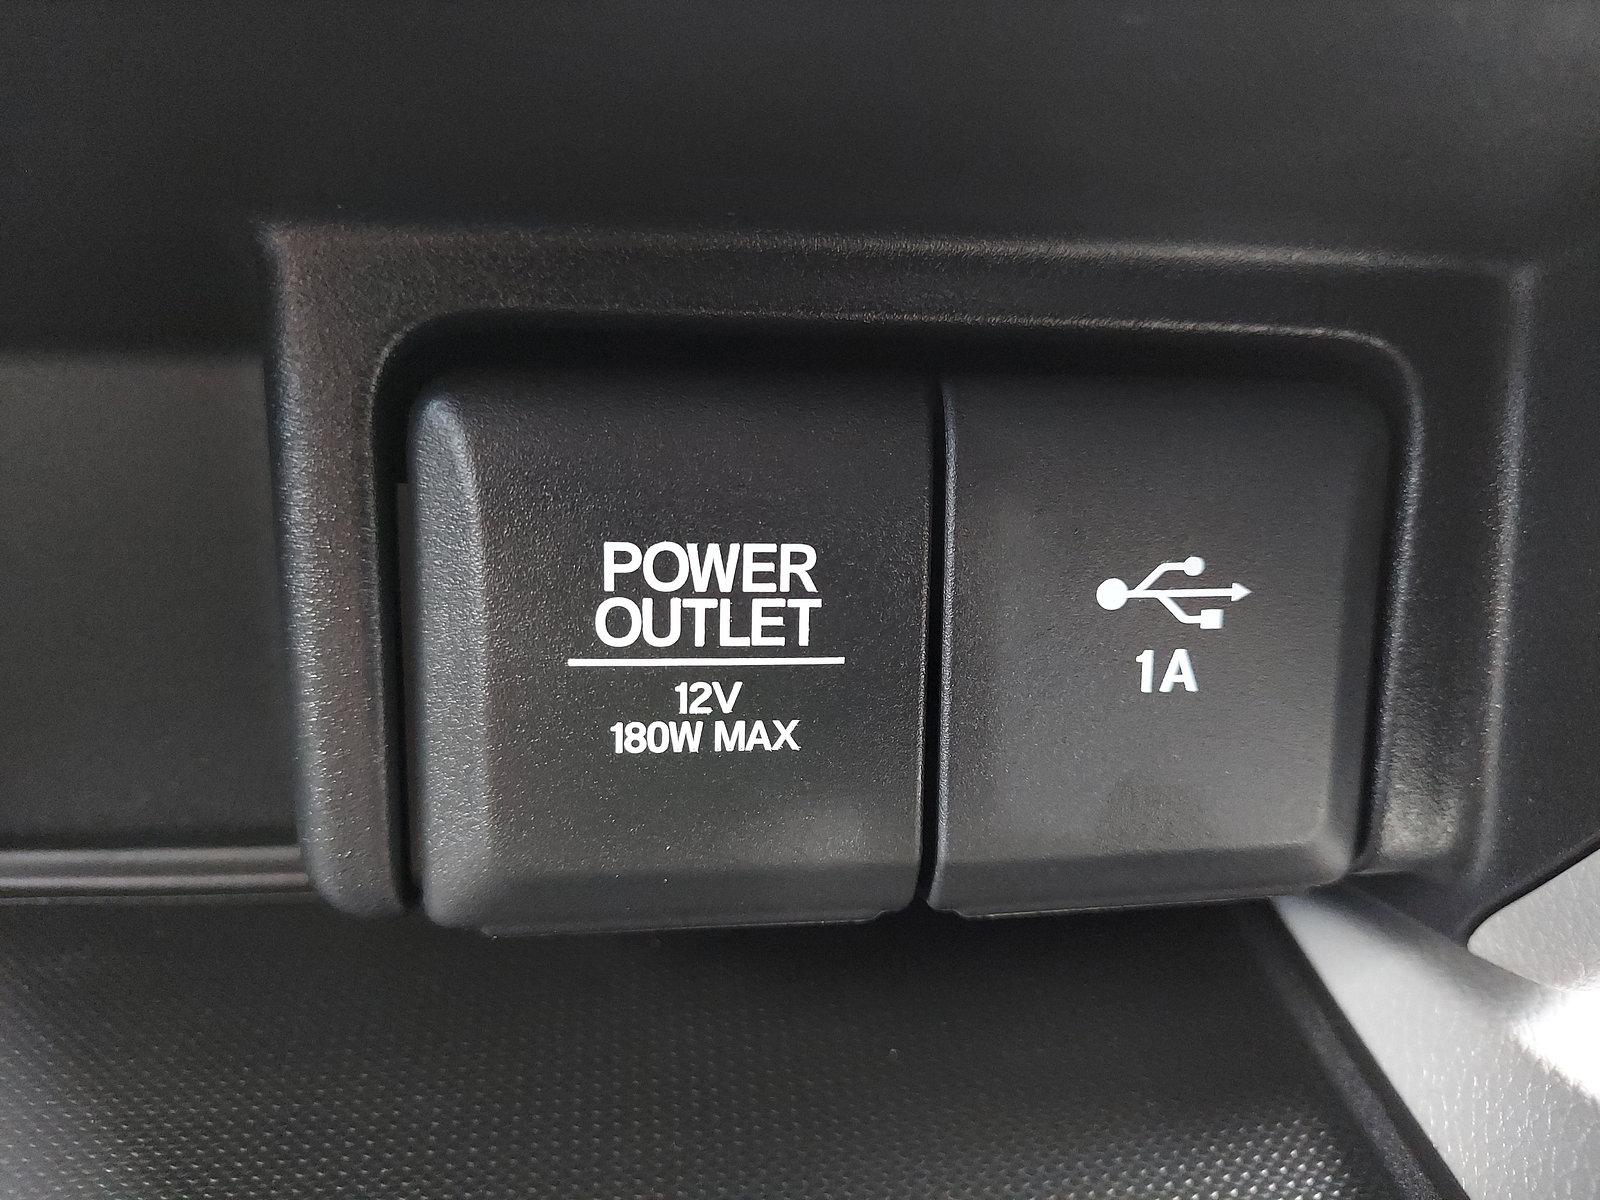 POWER
OUTLET
12V
180W MAX
1A